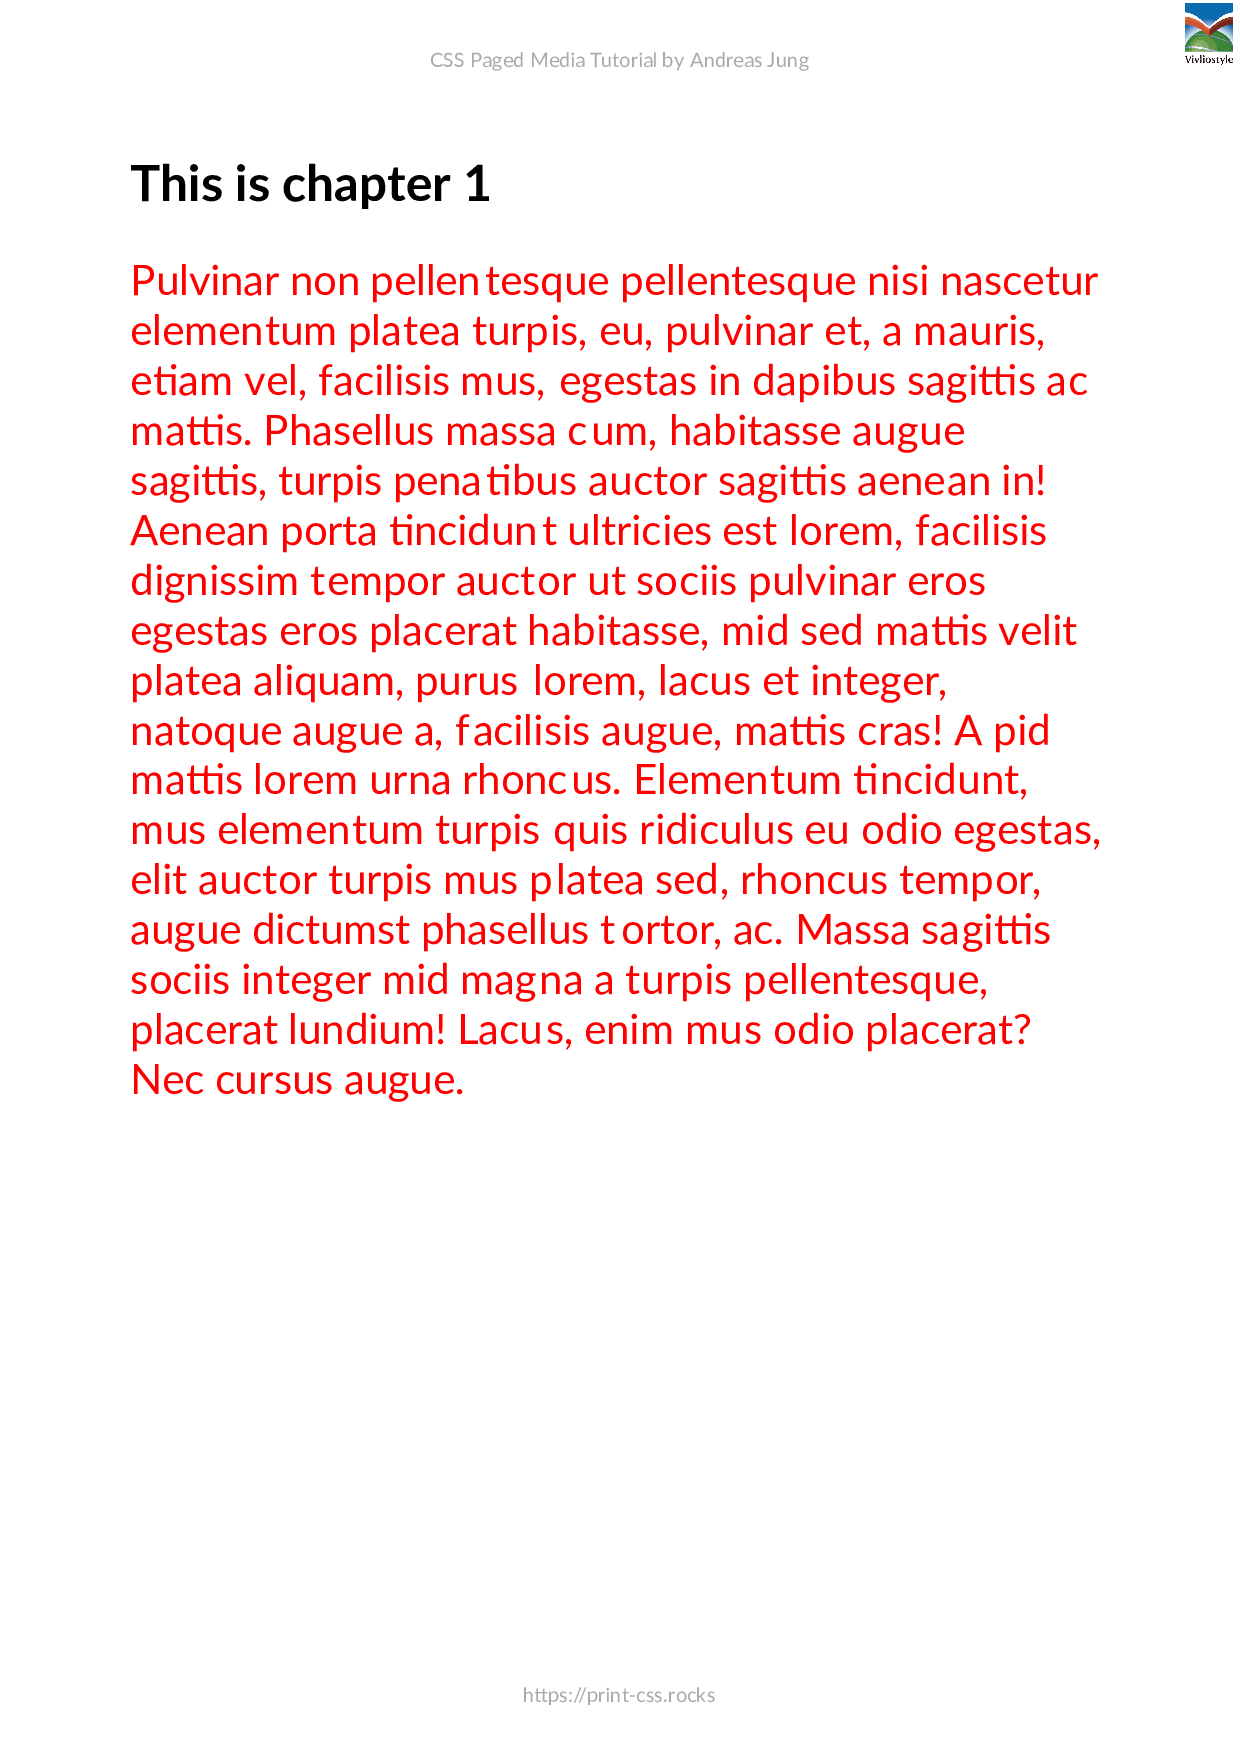 CSS Paged Media Tutorial by Andreas Jung
Vivliostyle
This is chapter 1
Pulvinar non pellentesque pellentesque nisi nascetur
elementum platea turpis, eu, pulvinar et, a mauris,
etiam vel, facilisis mus, egestas in dapibus sagittis ac
mattis. Phasellus massa cum, habitasse augue
sagittis, turpis penatibus auctor sagittis aenean in!
Aenean porta tincidunt ultricies est lorem, facilisis
dignissim tempor auctor ut sociis pulvinar eros
egestas eros placerat habitasse, mid sed mattis velit
platea aliquam, purus lorem, lacus et integer,
natoque augue a, facilisis augue, mattis cras! A pid
mattis lorem urna rhoncus. Elementum tincidunt,
mus elementum turpis quis ridiculus eu odio egestas,
elit auctor turpis mus platea sed, rhoncus tempor,
augue dictumst phasellus tortor, ac. Massa sagittis
sociis integer mid magna a turpis pellentesque,
placerat lundium! Lacus, enim mus odio placerat?
Nec cursus augue.
https://print-css.rocks